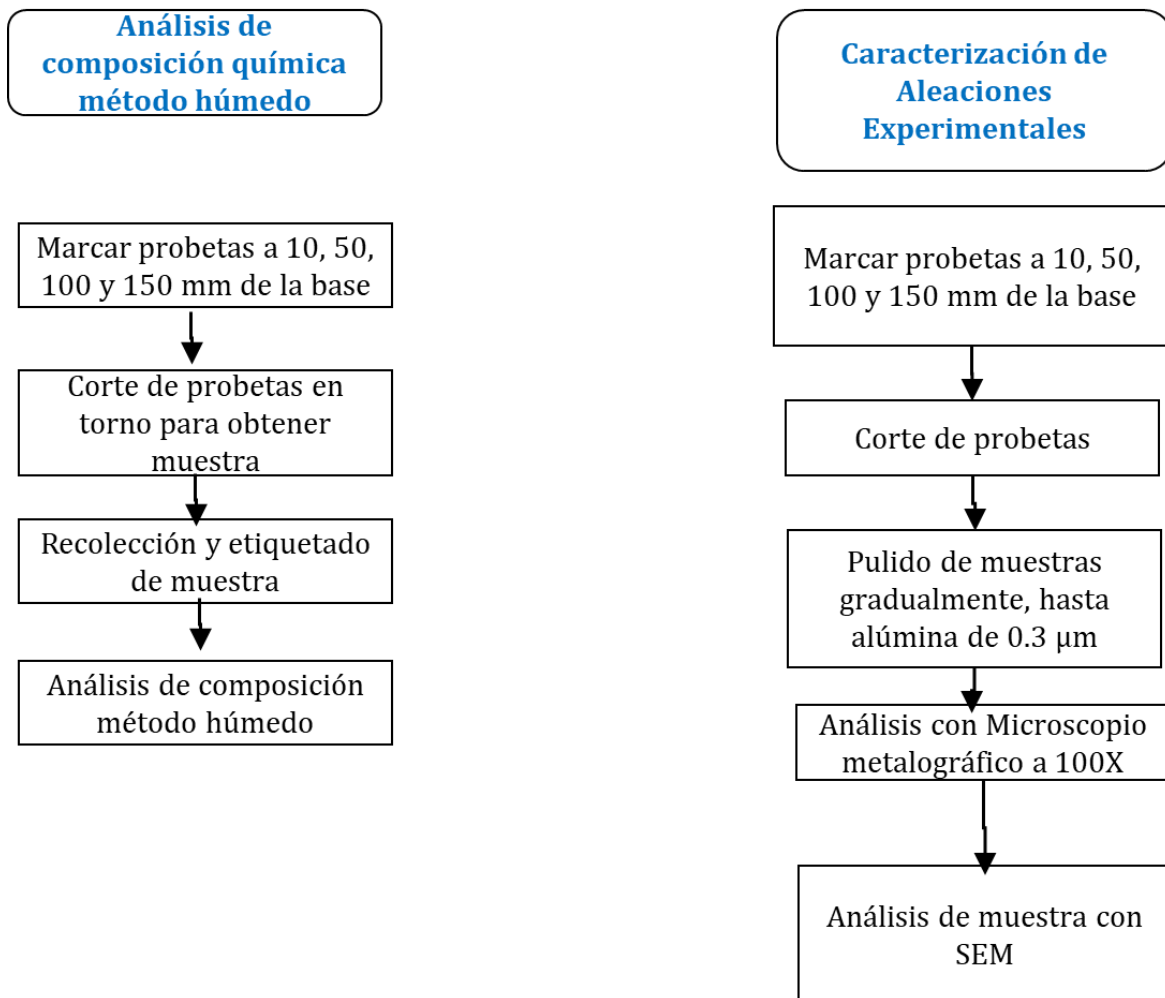 Análisis de
composición química
método húmedo
Marcar probetas a 10, 50,
100 y 150 mm de la base
Corte de probetas en
torno para obtener
muestra
Recolección y etiquetado
de muestra
Análisis de composición
método húmedo
Caracterización de
Aleaciones
Experimentales
Marcar probetas a 10, 50,
100 y 150 mm de la base
Corte de probetas
Pulido de muestras
gradualmente, hasta
alúmina de 0.3 µm
Análisis con Microscopio
metalográfico a 100X
Análisis de muestra con
SEM